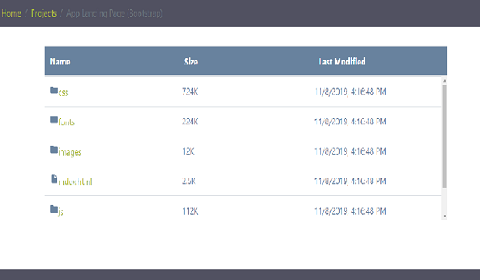 Home / Projects / App Landing Page (Bootstrap)
Name Size Last Modified
css 724K 11/8/2019, 4:16:48 PM
fonts 224K 11/8/2019, 4:16:48 PM
images 12K 11/8/2019, 4:16:48 PM
index.html 2.5K 11/8/2019, 4:16:48 PM
js 112K 11/8/2019, 4:16:48 PM